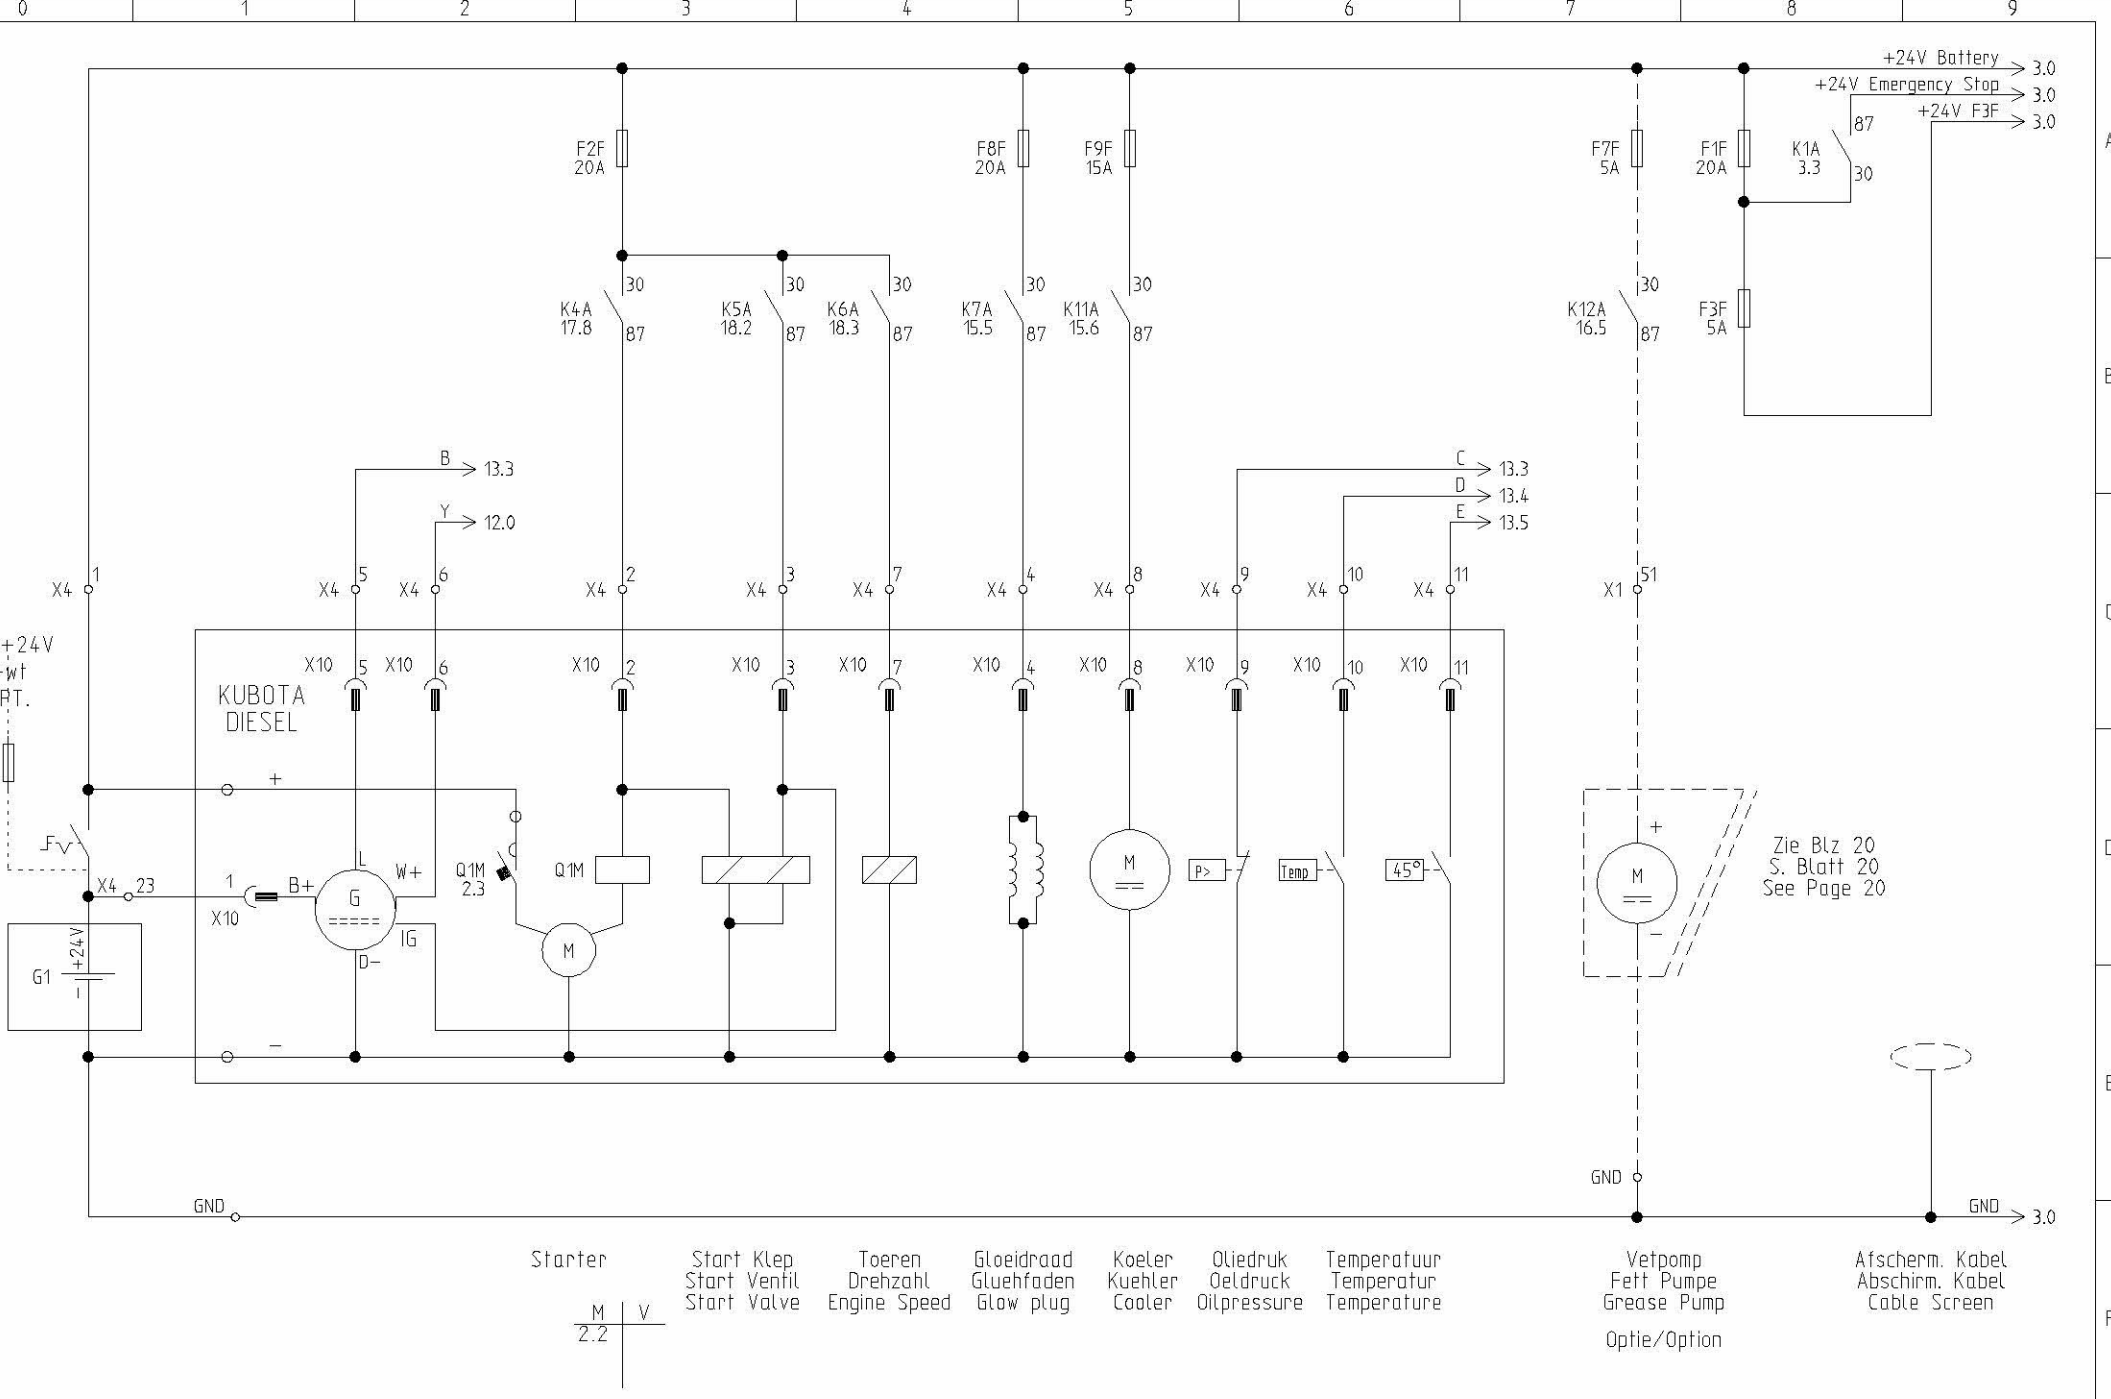 0 1 2 3 4 5 6 7 8 9
+24V Battery 3.0
+24V Emergency Stop 3.0
+24V F3F 3.0
87
F2F
20A
F8F
20A
F9F
15A
F7F
5A
F1F
20A
K1A
3.3
30
A
30 30 30 30 30 30
K4A
17.8
K5A
18.2
K6A
18.3
K7A
15.5
K11A
15.6
K12A
16.5
F3F
5A
87 87 87 87 87 87
B
B 13.3
Y 12.0
C 13.3
D 13.4
E 13.5
X4 1
X4 5
X4 6
X4 2
X4 3
X4 7
X4 4
X4 8
X4 9
X4 10
X4 11
X1 51
+24V
-wt
PT.
KUBOTA
DIESEL
X10 5
X10 6
X10 2
X10 3
X10 7
X10 4
X10 8
X10 9
X10 10
X10 11
+
L
W+
Q1M
2.3
Q1M
M
P>
Temp
45°
+
M
-
Zie Blz 20
S. Blatt 20
See Page 20
D
X4 23
1
X10
B+
G
IG
D-
M
G1
+24V
-
-
E
GND
GND
GND 3.0
Starter
Start Klep
Start Ventil
Start Valve
Toeren
Drehzahl
Engine Speed
Gloeidraad
Gluehfaden
Glow plug
Koeler
Kuehler
Cooler
Oliedruk
Oeldruck
Oilpressure
Temperatuur
Temperatur
Temperature
Vetpomp
Fett Pumpe
Grease Pump
Optie/Option
Afscherm. Kabel
Abschirm. Kabel
Cable Screen
M V
2.2
F